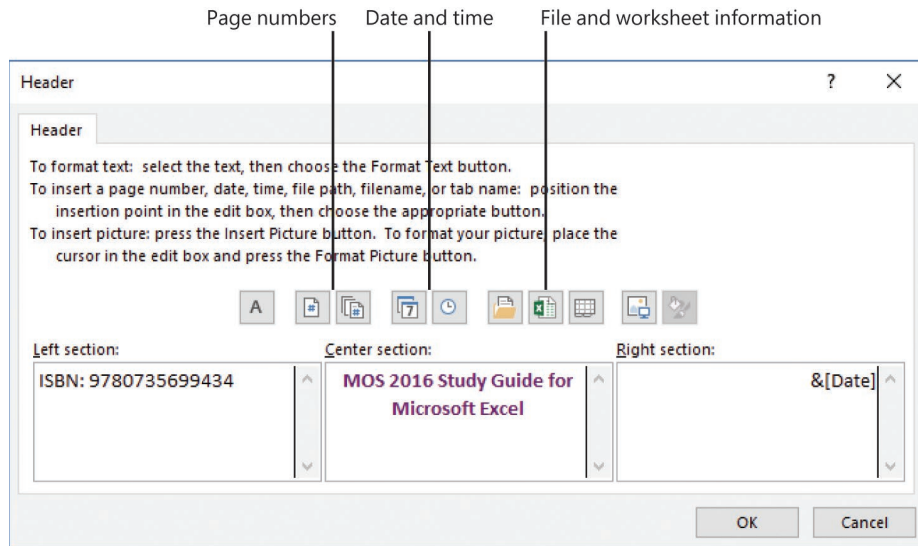 Page numbers Date and time File and worksheet information
Header ? ×
Header
To format text: select the text, then choose the Format Text button.
To insert a page number, date, time, file path, filename, or tab name: position the
insertion point in the edit box, then choose the appropriate button.
To insert picture: press the Insert Picture button. To format your picture, place the
cursor in the edit box and press the Format Picture button.
A # # 7
Left section: Center section: Right section:
ISBN: 9780735699434 MOS 2016 Study Guide for &[Date]
Microsoft Excel
OK Cancel